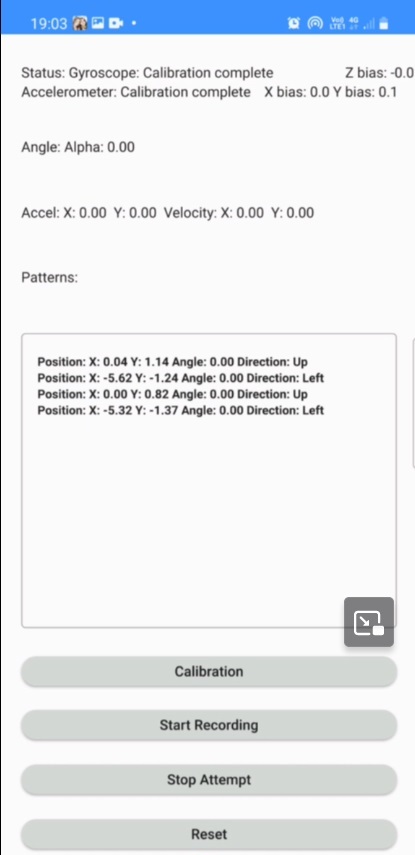 19:03
Vo) 4G
LTE1
Status: Gyroscope: Calibration complete Z bias: -0.0
Accelerometer: Calibration complete X bias: 0.0 Y bias: 0.1
Angle: Alpha: 0.00
Accel: X: 0.00 Y: 0.00 Velocity: X: 0.00 Y: 0.00
Patterns:
Position: X: 0.04 Y: 1.14 Angle: 0.00 Direction: Up
Position: X: -5.62 Y: -1.24 Angle: 0.00 Direction: Left
Position: X: 0.00 Y: 0.82 Angle: 0.00 Direction: Up
Position: X: -5.32 Y: -1.37 Angle: 0.00 Direction: Left
Calibration
Start Recording
Stop Attempt
Reset